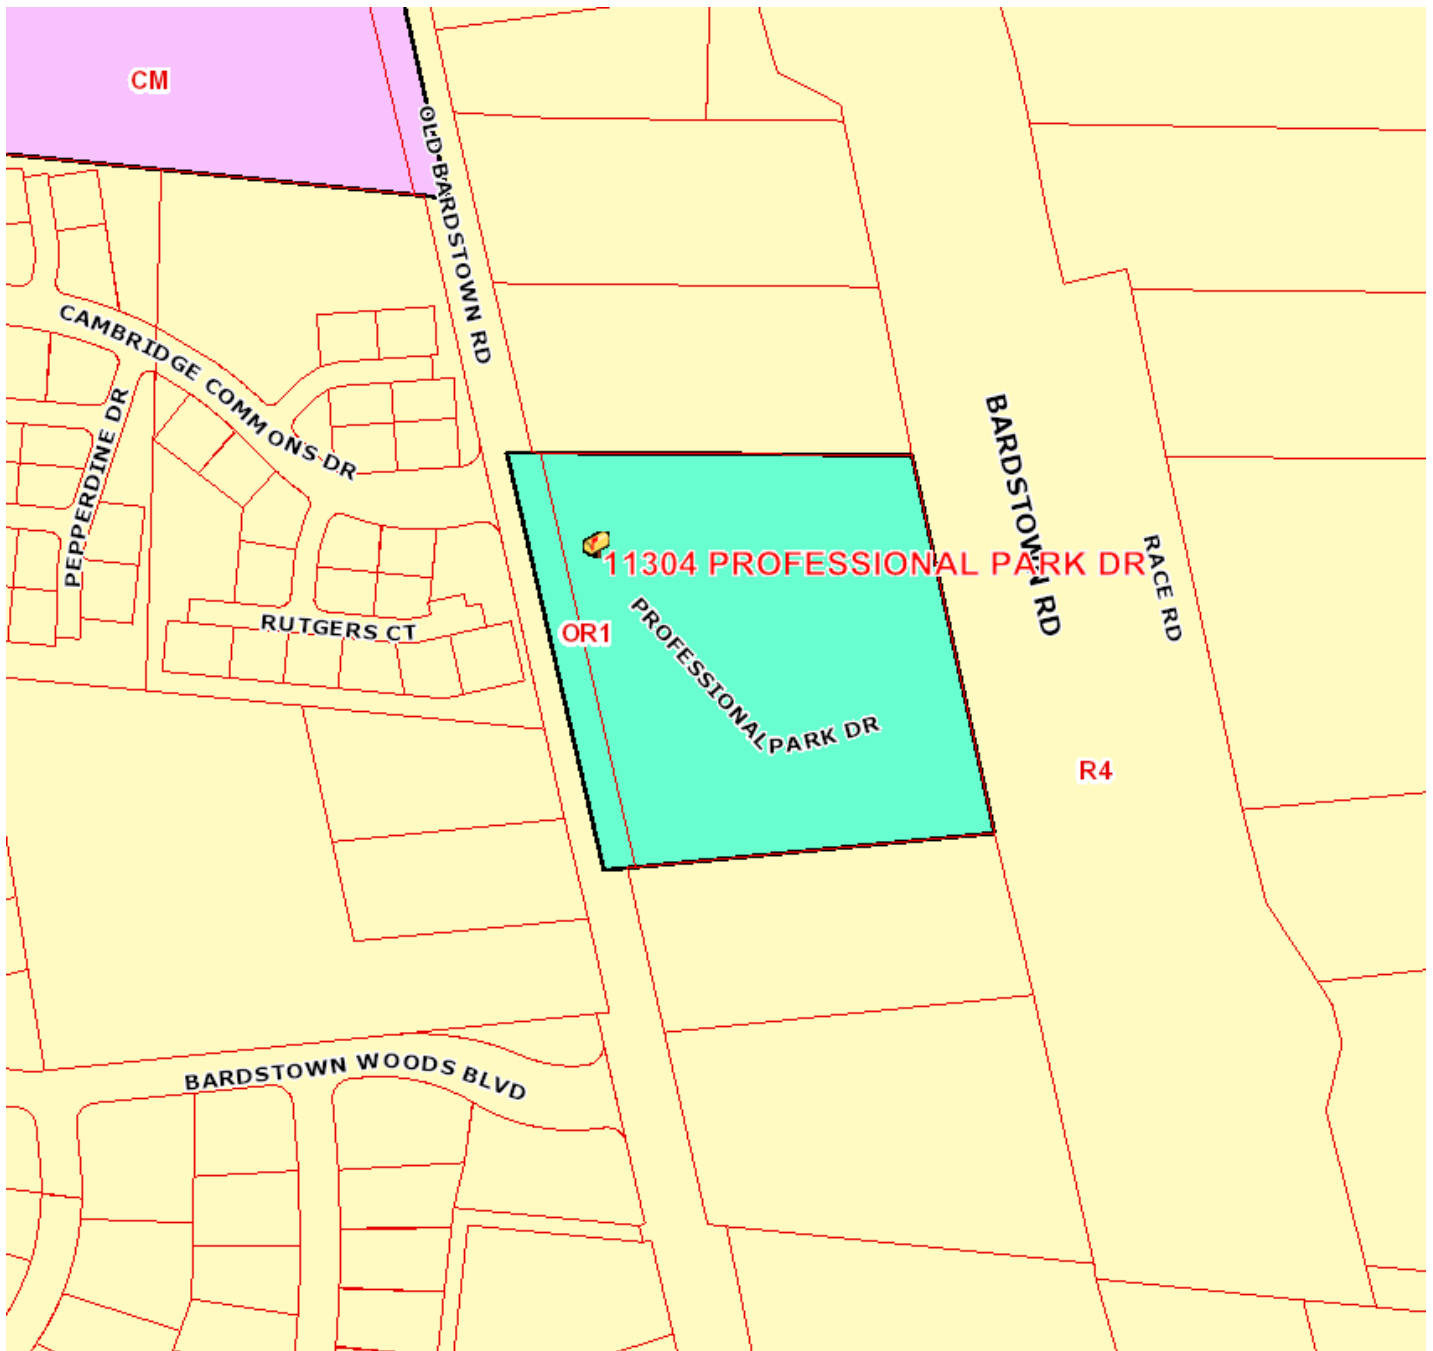 CM
OLD BARDSTOWN RD
CAMBRIDGE COMMONS DR
PEPPERDINE DR
BARDSTOWN RD
RACE RD
11304 PROFESSIONAL PARK DR
OR1
PROFESSIONAL PARK DR
RUTGERS CT
R4
BARDSTOWN WOODS BLVD